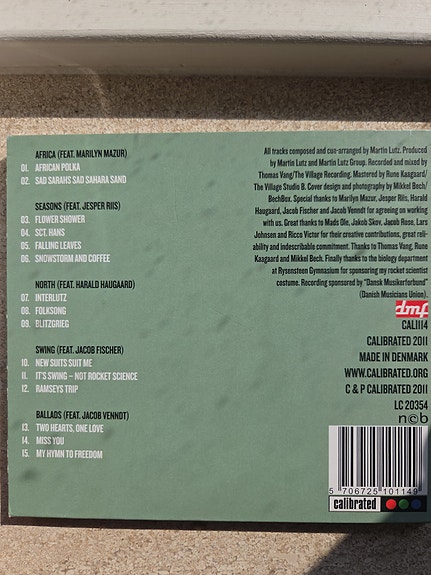 AFRICA (FEAT. MARILYN MAZUR)
01. AFRICAN POLKA
02. SAD SARAHS SAD SAHARA SAND
SEASONS (FEAT. JESPER RIIS)
03. FLOWER SHOWER
04. SCT. HANS
05. FALLING LEAVES
06. SNOWSTORM AND COFFEE
NORTH (FEAT. HARALD HAUGAARD)
07. INTERLUTZ
08. FOLKSONG
09. BLITZGRIEG
SWING (FEAT. JACOB FISCHER)
10. NEW SUITS SUIT ME
11. IT'S SWING – NOT ROCKET SCIENCE
12. RAMSEYS TRIP
BALLADS (FEAT. JACOB VENNDT)
13. TWO HEARTS, ONE LOVE
14. MISS YOU
15. MY HYMN TO FREEDOM
All tracks composed and cue-arranged by Martin Lutz. Produced
by Martin Lutz and Martin Lutz Group. Recorded and mixed by
Thomas Vang/The Village Recording. Mastered by Rune Kaagaard/
The Village Studio B. Cover design and photography by Mikkel Bech/
BechBox. Special thanks to Marilyn Mazur, Jesper Riis, Harald
Haugaard, Jacob Fischer and Jacob Venndt for agreeing on working
with us. Great thanks to Mads Ole, Jakob Skov, Jacob Rose, Lars
Johnsen and Ricco Victor for their creative contributions, great reli-
ability and indescribable commitment. Thanks to Thomas Vang, Rune
Kaagaard and Mikkel Bech. Finally thanks to the biology department
at Rysensteen Gymnasium for sponsoring my rocket scientist
costume. Recording sponsored by "Dansk Musikerforbund"
(Danish Musicians Union).
dmf
CALI114
CALIBRATED 2011
MADE IN DENMARK
WWW.CALIBRATED.ORG
C & P CALIBRATED 2011
LC 20354
n©b
5 706725 101149
calibrated